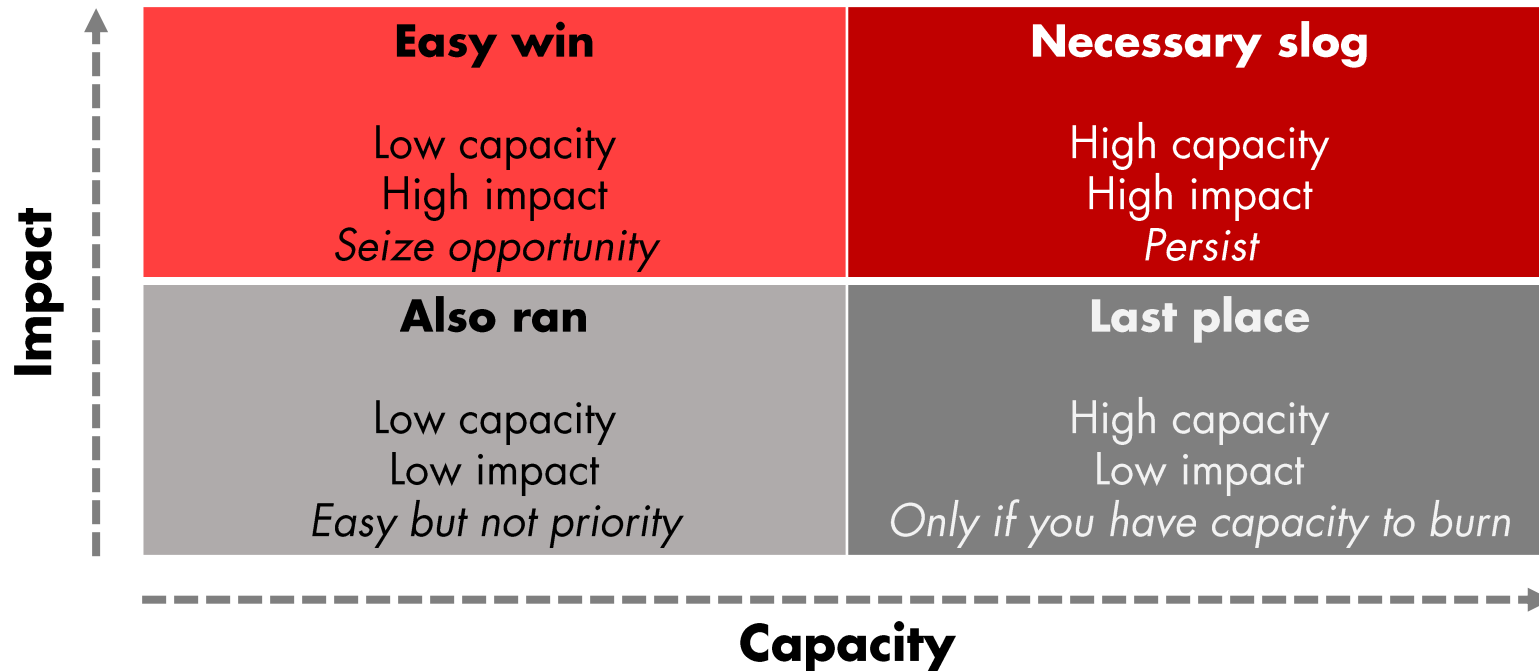 Impact
Easy win
Low capacity
High impact
Seize opportunity
Necessary slog
High capacity
High impact
Persist
Also ran
Low capacity
Low impact
Easy but not priority
Last place
High capacity
Low impact
Only if you have capacity to burn
Capacity